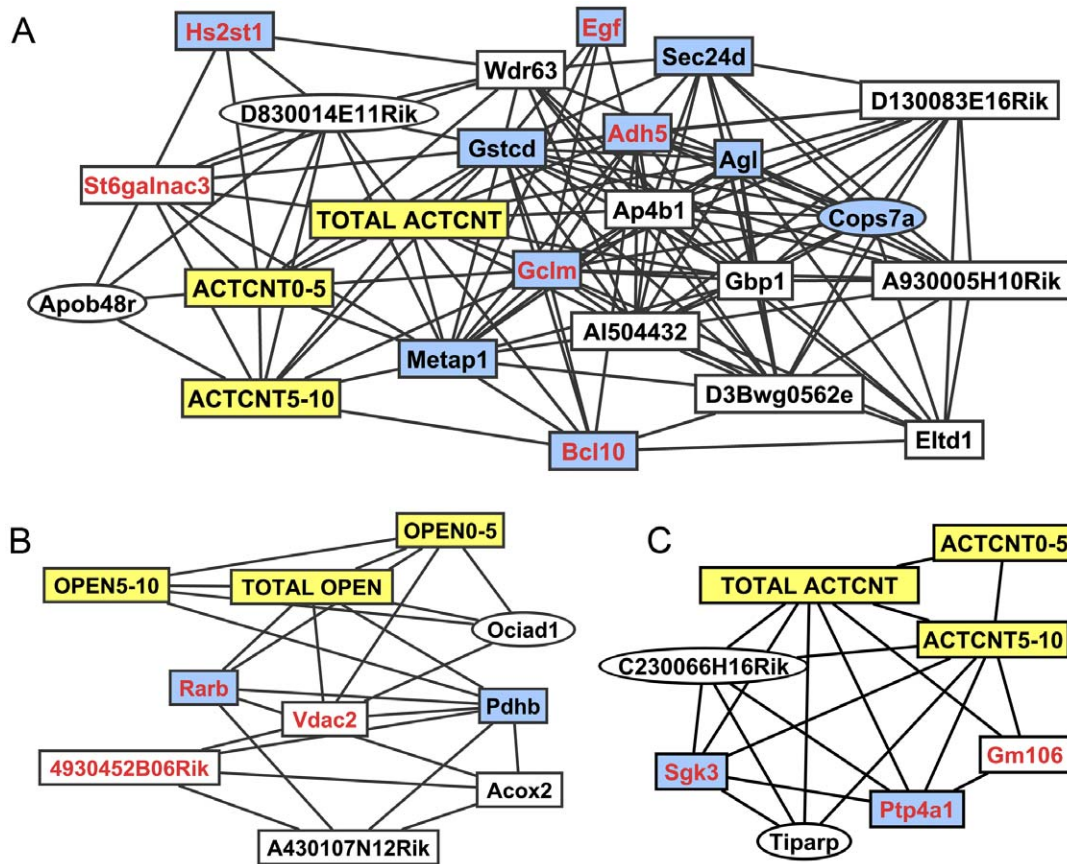 A
Hs2st1
Egf
Sec24d
Wdr63
D130083E16Rik
D830014E11Rik
Adh5
Gstcd
Agl
St6galnac3
Ap4b1
Cops7a
TOTAL ACTCNT
Gclm
Gbp1
A930005H10Rik
ACTCNT0-5
Apob48r
AI504432
Metap1
D3Bwg0562e
ACTCNT5-10
Eltd1
Bcl10
B
OPEN0-5
OPEN5-10
TOTAL OPEN
Ociad1
Rarb
Pdhb
Vdac2
4930452B06Rik
Acox2
A430107N12Rik
C
ACTCNT0-5
TOTAL ACTCNT
ACTCNT5-10
C230066H16Rik
Gm106
Sgk3
Ptp4a1
Tiparp